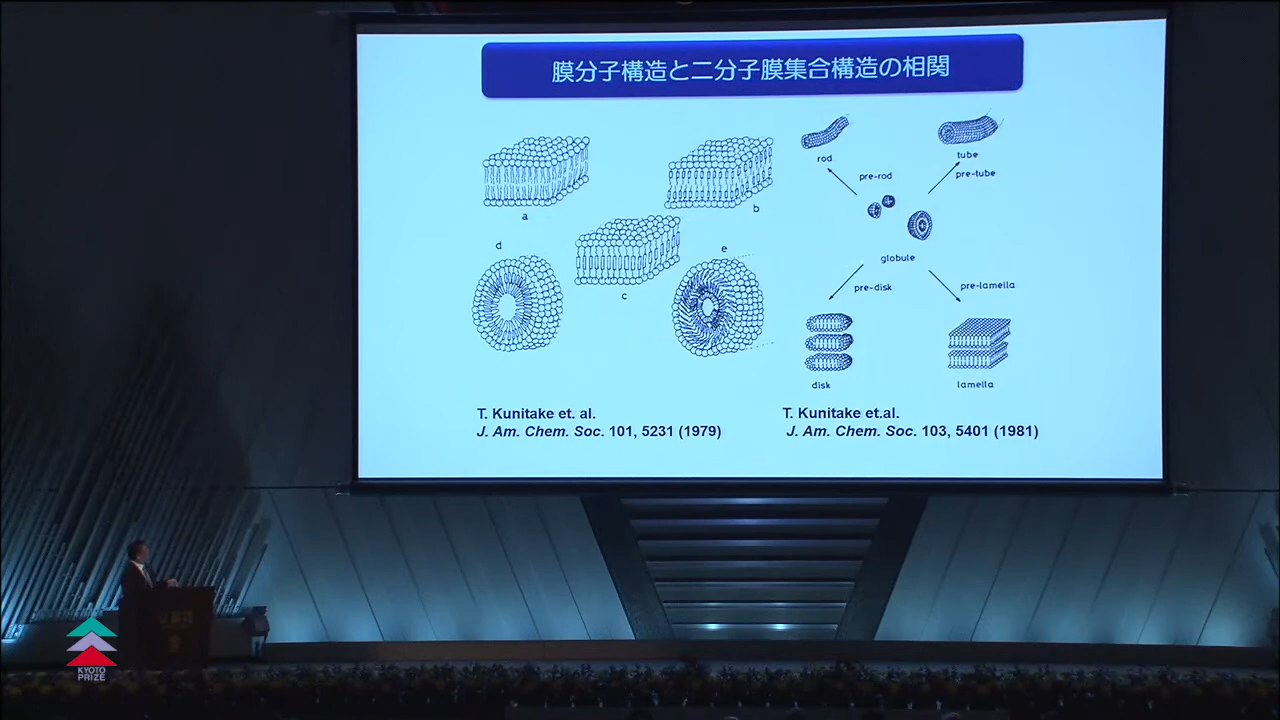 膜分子構造と二分子膜集合構造の相関
a
b
c
d
e
T. Kunitake et. al.
J. Am. Chem. Soc. 101, 5231 (1979)
rod
tube
pre-rod
pre-tube
globule
pre-disk
pre-lamella
disk
lamella
T. Kunitake et.al.
J. Am. Chem. Soc. 103, 5401 (1981)
KYOTO
PRIZE